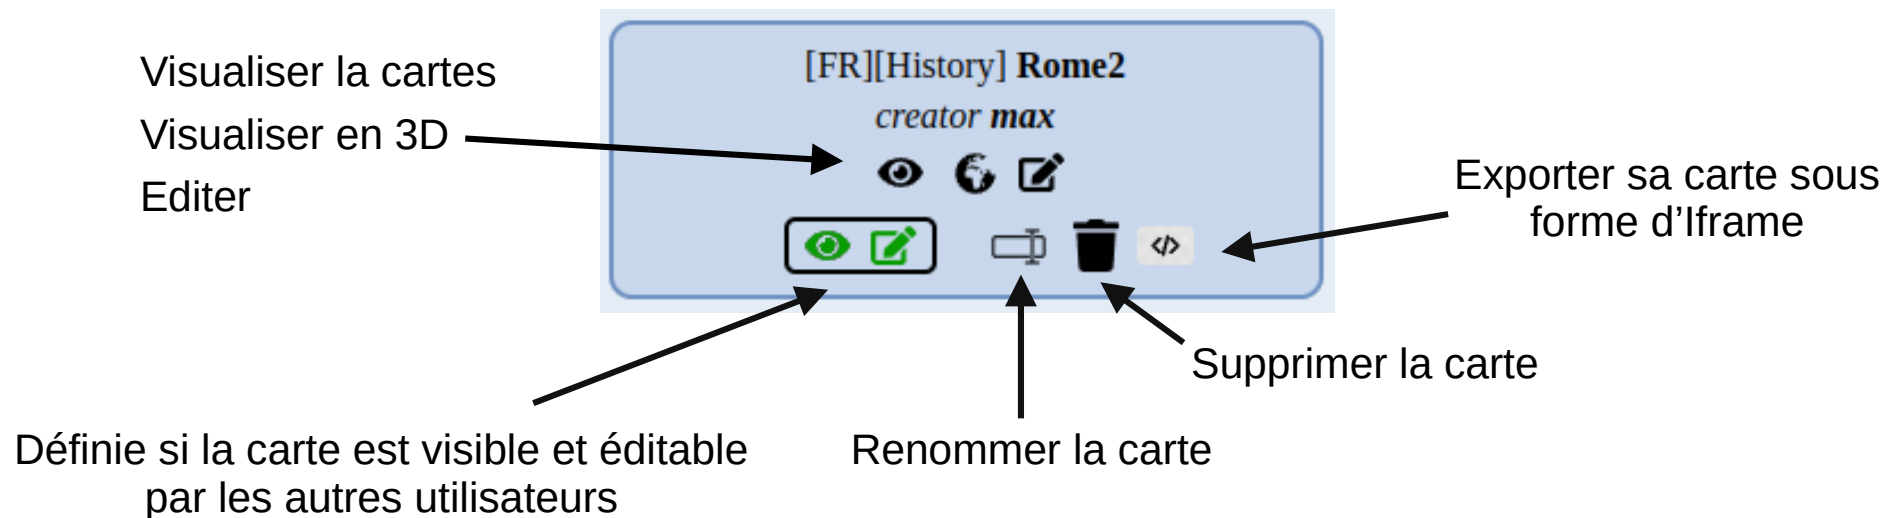 Visualiser la cartes
Visualiser en 3D
Editer
[FR][History] Rome2
creator max
Exporter sa carte sous
forme d’Iframe
Supprimer la carte
Définie si la carte est visible et éditable
par les autres utilisateurs
Renommer la carte